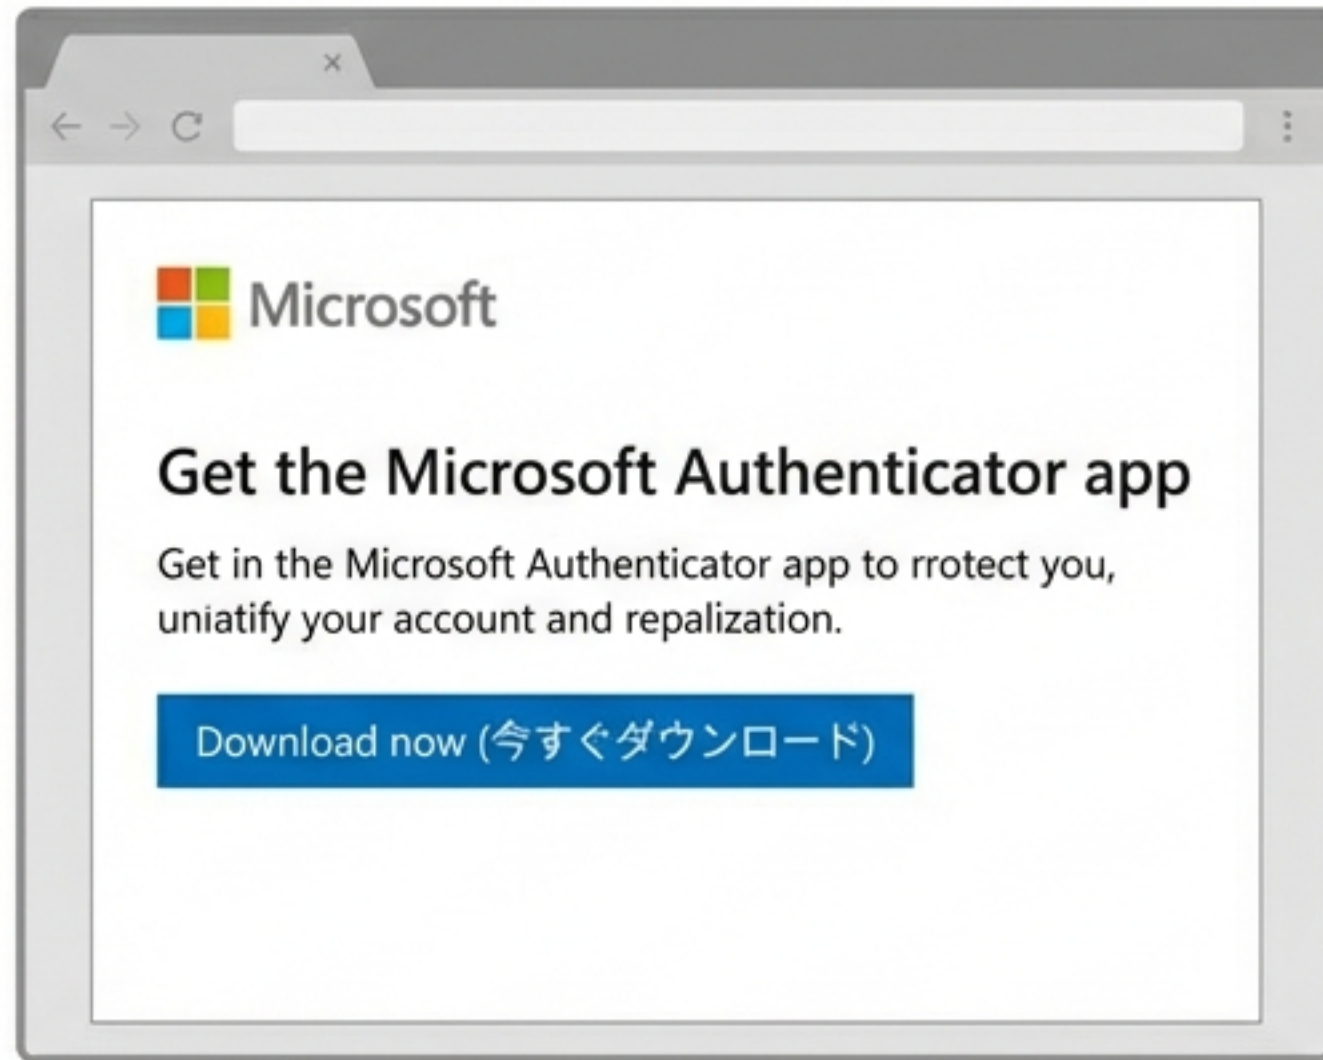 Microsoft
Get the Microsoft Authenticator app
Get in the Microsoft Authenticator app to rrotect you,
uniatify your account and repalization.
Download now (今すぐダウンロード)